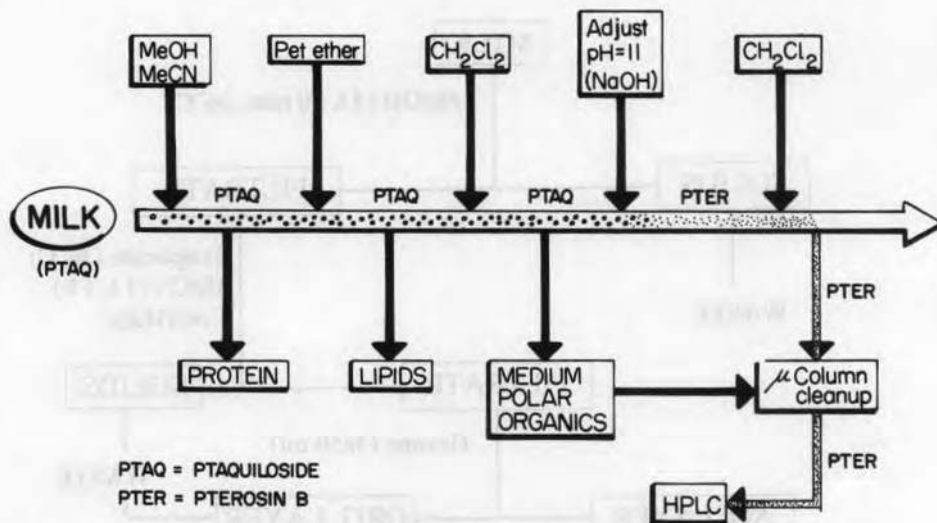 MeOH
MeCN
Pet ether
CH2Cl2
Adjust
pH=11
(NaOH)
CH2Cl2
PTAQ
PTAQ
PTAQ
PTER
MILK
(PTAQ)
PTER
PROTEIN
LIPIDS
MEDIUM
POLAR
ORGANICS
μ Column
cleanup
PTER
PTAQ = PTAQUILOSIDE
PTER = PTEROSIN B
HPLC